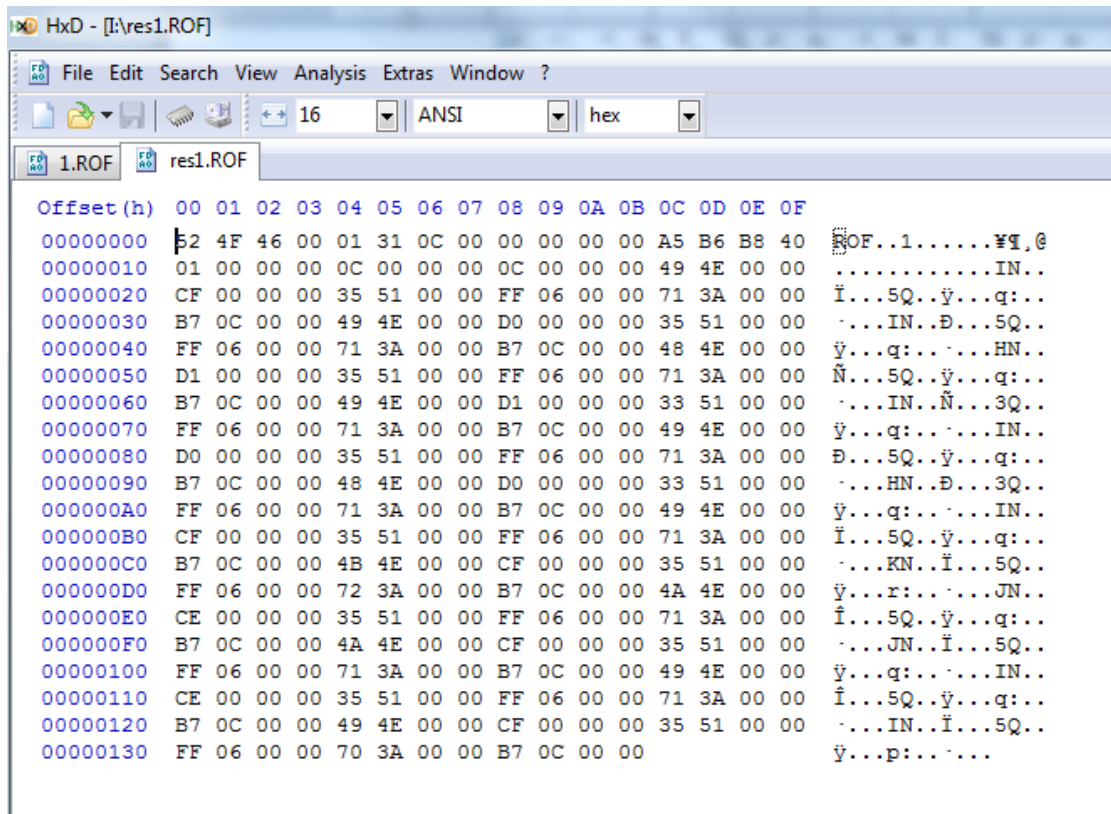 HxD - [I:\res1.ROF]
File Edit Search View Analysis Extras Window ?
16 ANSI hex
1.ROF res1.ROF
Offset(h) 00 01 02 03 04 05 06 07 08 09 0A 0B 0C 0D 0E 0F
00000000 52 4F 46 00 01 31 0C 00 00 00 00 00 A5 B6 B8 40 ROF..1......¥¶¸@
00000010 01 00 00 00 0C 00 00 00 0C 00 00 00 49 4E 00 00 ............IN..
00000020 CF 00 00 00 35 51 00 00 FF 06 00 00 71 3A 00 00 Ï...5Q..ÿ...q:..
00000030 B7 0C 00 00 49 4E 00 00 D0 00 00 00 35 51 00 00 ·...IN..Ð...5Q..
00000040 FF 06 00 00 71 3A 00 00 B7 0C 00 00 48 4E 00 00 ÿ...q:..·...HN..
00000050 D1 00 00 00 35 51 00 00 FF 06 00 00 71 3A 00 00 Ñ...5Q..ÿ...q:..
00000060 B7 0C 00 00 49 4E 00 00 D1 00 00 00 33 51 00 00 ·...IN..Ñ...3Q..
00000070 FF 06 00 00 71 3A 00 00 B7 0C 00 00 49 4E 00 00 ÿ...q:..·...IN..
00000080 D0 00 00 00 35 51 00 00 FF 06 00 00 71 3A 00 00 Ð...5Q..ÿ...q:..
00000090 B7 0C 00 00 48 4E 00 00 D0 00 00 00 33 51 00 00 ·...HN..Ð...3Q..
000000A0 FF 06 00 00 71 3A 00 00 B7 0C 00 00 49 4E 00 00 ÿ...q:..·...IN..
000000B0 CF 00 00 00 35 51 00 00 FF 06 00 00 71 3A 00 00 Ï...5Q..ÿ...q:..
000000C0 B7 0C 00 00 4B 4E 00 00 CF 00 00 00 35 51 00 00 ·...KN..Ï...5Q..
000000D0 FF 06 00 00 72 3A 00 00 B7 0C 00 00 4A 4E 00 00 ÿ...r:..·...JN..
000000E0 CE 00 00 00 35 51 00 00 FF 06 00 00 71 3A 00 00 Î...5Q..ÿ...q:..
000000F0 B7 0C 00 00 4A 4E 00 00 CF 00 00 00 35 51 00 00 ·...JN..Ï...5Q..
00000100 FF 06 00 00 71 3A 00 00 B7 0C 00 00 49 4E 00 00 ÿ...q:..·...IN..
00000110 CE 00 00 00 35 51 00 00 FF 06 00 00 71 3A 00 00 Î...5Q..ÿ...q:..
00000120 B7 0C 00 00 49 4E 00 00 CF 00 00 00 35 51 00 00 ·...IN..Ï...5Q..
00000130 FF 06 00 00 70 3A 00 00 B7 0C 00 00 ÿ...p:..·...